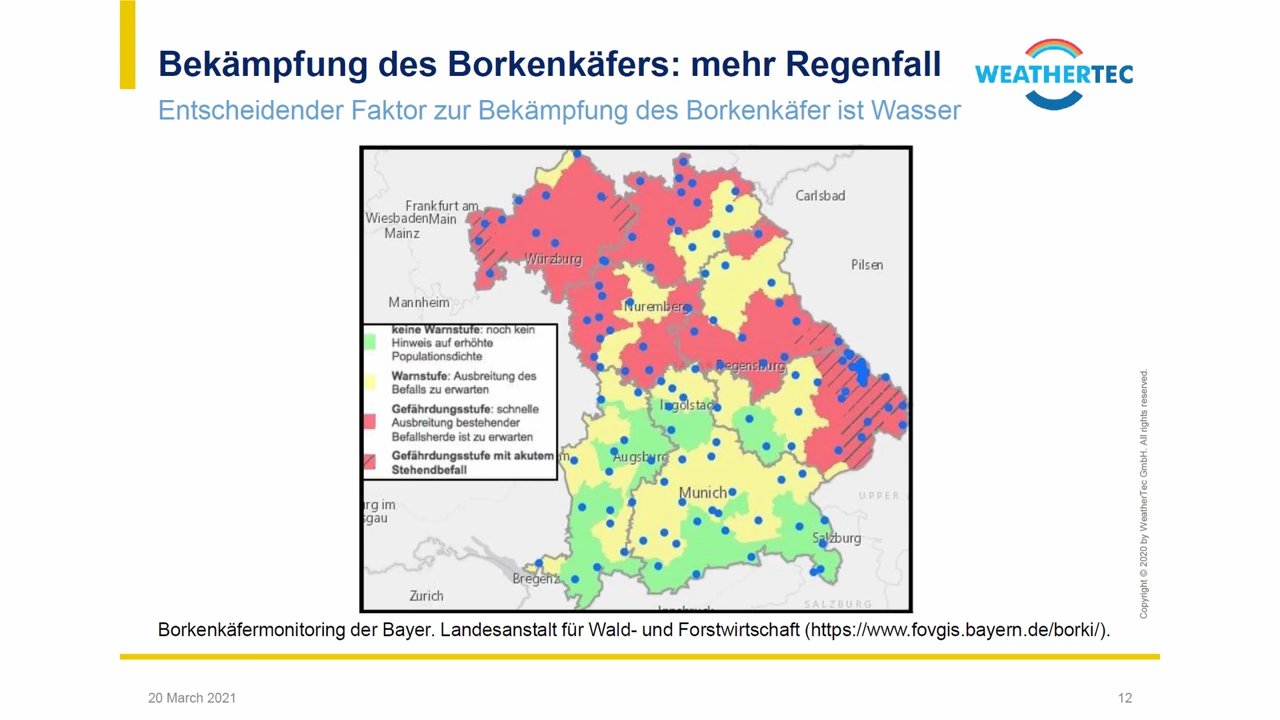 Bekämpfung des Borkenkäfers: mehr Regenfall
WEATHERTEC
Entscheidender Faktor zur Bekämpfung des Borkenkäfer ist Wasser
Carlsbad
Frankfurt am
Wiesbaden Main
Mainz
Würzburg
Pilsen
Mannheim
Nuremberg
keine Warnstufe: noch kein
Hinweis auf erhöhte
Populationsdichte
Warnstufe: Ausbreitung des
Befalls zu erwarten
Gefährdungsstufe: schnelle
Ausbreitung bestehender
Befallsherde ist zu erwarten
Gefährdungsstufe mit akutem
Stehendbefall
Regensburg
Ingolstad
Augsburg
Munich
UPPER A
Salzburg
Bregenz
Zurich
SALZBURG
Copyright © 2020 by WeatherTec GmbH. All rights reserved.
Borkenkäfermonitoring der Bayer. Landesanstalt für Wald- und Forstwirtschaft (https://www.fovgis.bayern.de/borki/).
20 March 2021
12